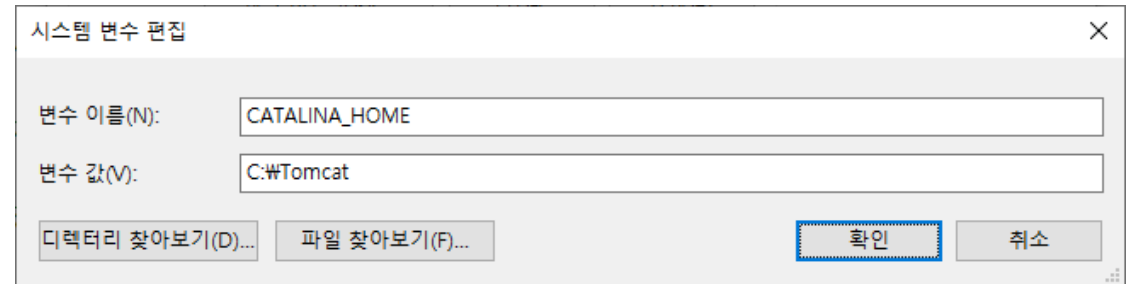 시스템 변수 편집
변수 이름(N): CATALINA_HOME
변수 값(V): C:₩Tomcat
디렉터리 찾아보기(D)... 파일 찾아보기(F)... 확인 취소